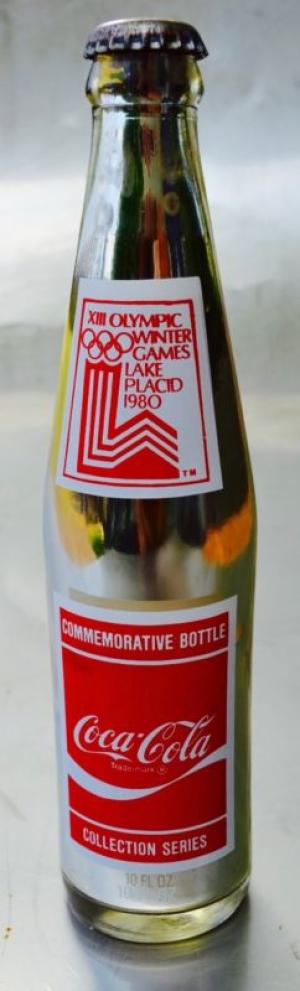 XIII OLYMPIC
WINTER
GAMES
LAKE
PLACID
1980
TM
COMMEMORATIVE BOTTLE
Coca-Cola
Trademark ®
COLLECTION SERIES
10 FL OZ